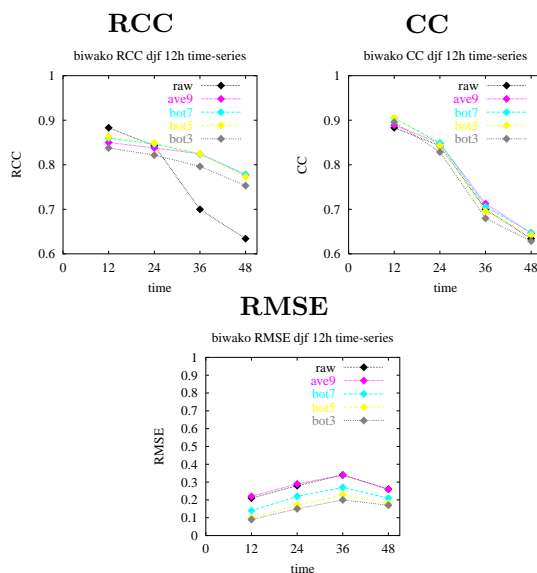 RCC
biwako RCC djf 12h time-series
1
0.9
0.8
0.7
0.6
RCC
raw
ave9
bot7
bot5
bot3
0 12 24 36 48
time
CC
biwako CC djf 12h time-series
1
0.9
0.8
0.7
0.6
CC
raw
ave9
bot7
bot5
bot3
0 12 24 36 48
time
RMSE
biwako RMSE djf 12h time-series
1
0.9
0.8
0.7
0.6
0.5
0.4
0.3
0.2
0.1
0
RMSE
raw
ave9
bot7
bot5
bot3
0 12 24 36 48
time